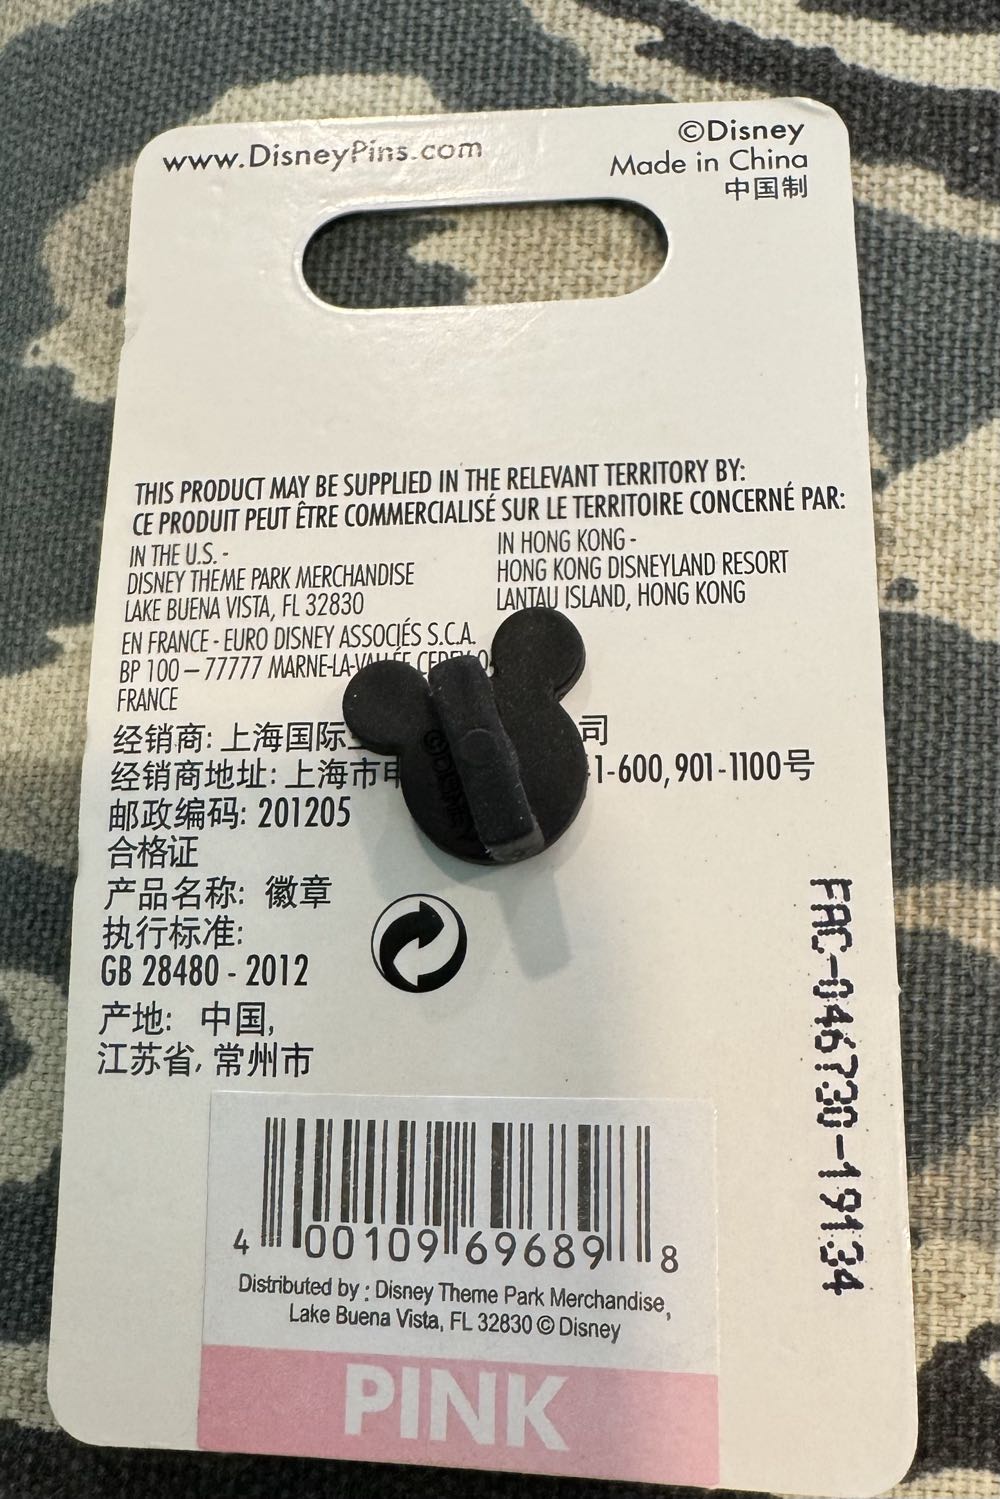 www.DisneyPins.com
©Disney
Made in China
中国制
THIS PRODUCT MAY BE SUPPLIED IN THE RELEVANT TERRITORY BY:
CE PRODUIT PEUT ÊTRE COMMERCIALISÉ SUR LE TERRITOIRE CONCERNÉ PAR:
IN THE U.S. -
DISNEY THEME PARK MERCHANDISE
LAKE BUENA VISTA, FL 32830
IN HONG KONG -
HONG KONG DISNEYLAND RESORT
LANTAU ISLAND, HONG KONG
EN FRANCE - EURO DISNEY ASSOCIÉS S.C.A.
BP 100 – 77777 MARNE-LA-VALLÉE CEDEX 0
FRANCE
经销商: 上海国际 司
经销商地址: 上海市 1-600, 901-1100号
邮政编码: 201205
合格证
产品名称: 徽章
执行标准:
GB 28480 - 2012
产地: 中国,
江苏省, 常州市
©DISNEY
FAC-046730-19134
4 00109 69689 8
Distributed by : Disney Theme Park Merchandise,
Lake Buena Vista, FL 32830 © Disney
PINK